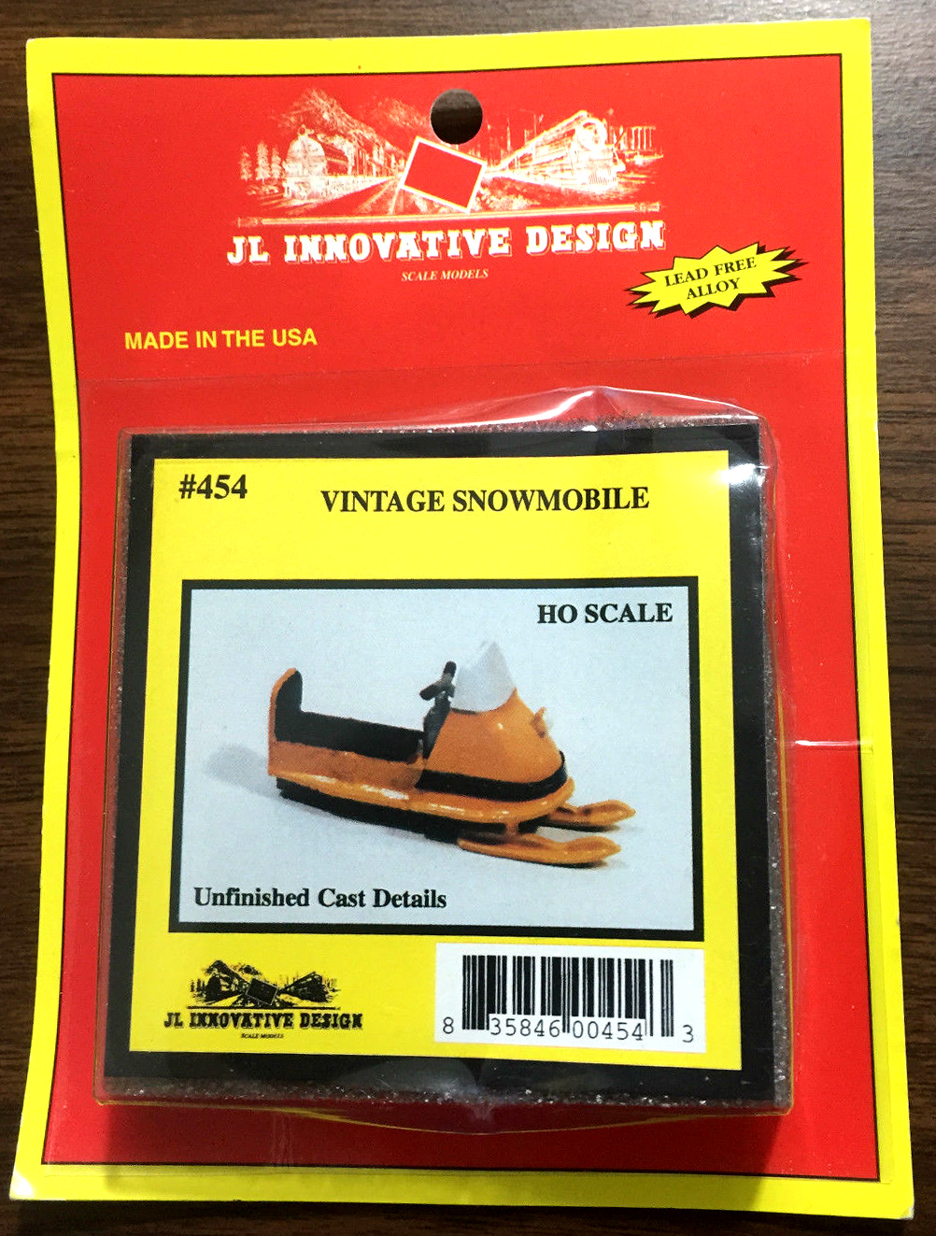 JL INNOVATIVE DESIGN
SCALE MODELS
LEAD FREE
ALLOY
MADE IN THE USA
#454
VINTAGE SNOWMOBILE
HO SCALE
Unfinished Cast Details
JL INNOVATIVE DESIGN
SCALE MODELS
8 35846 00454 3